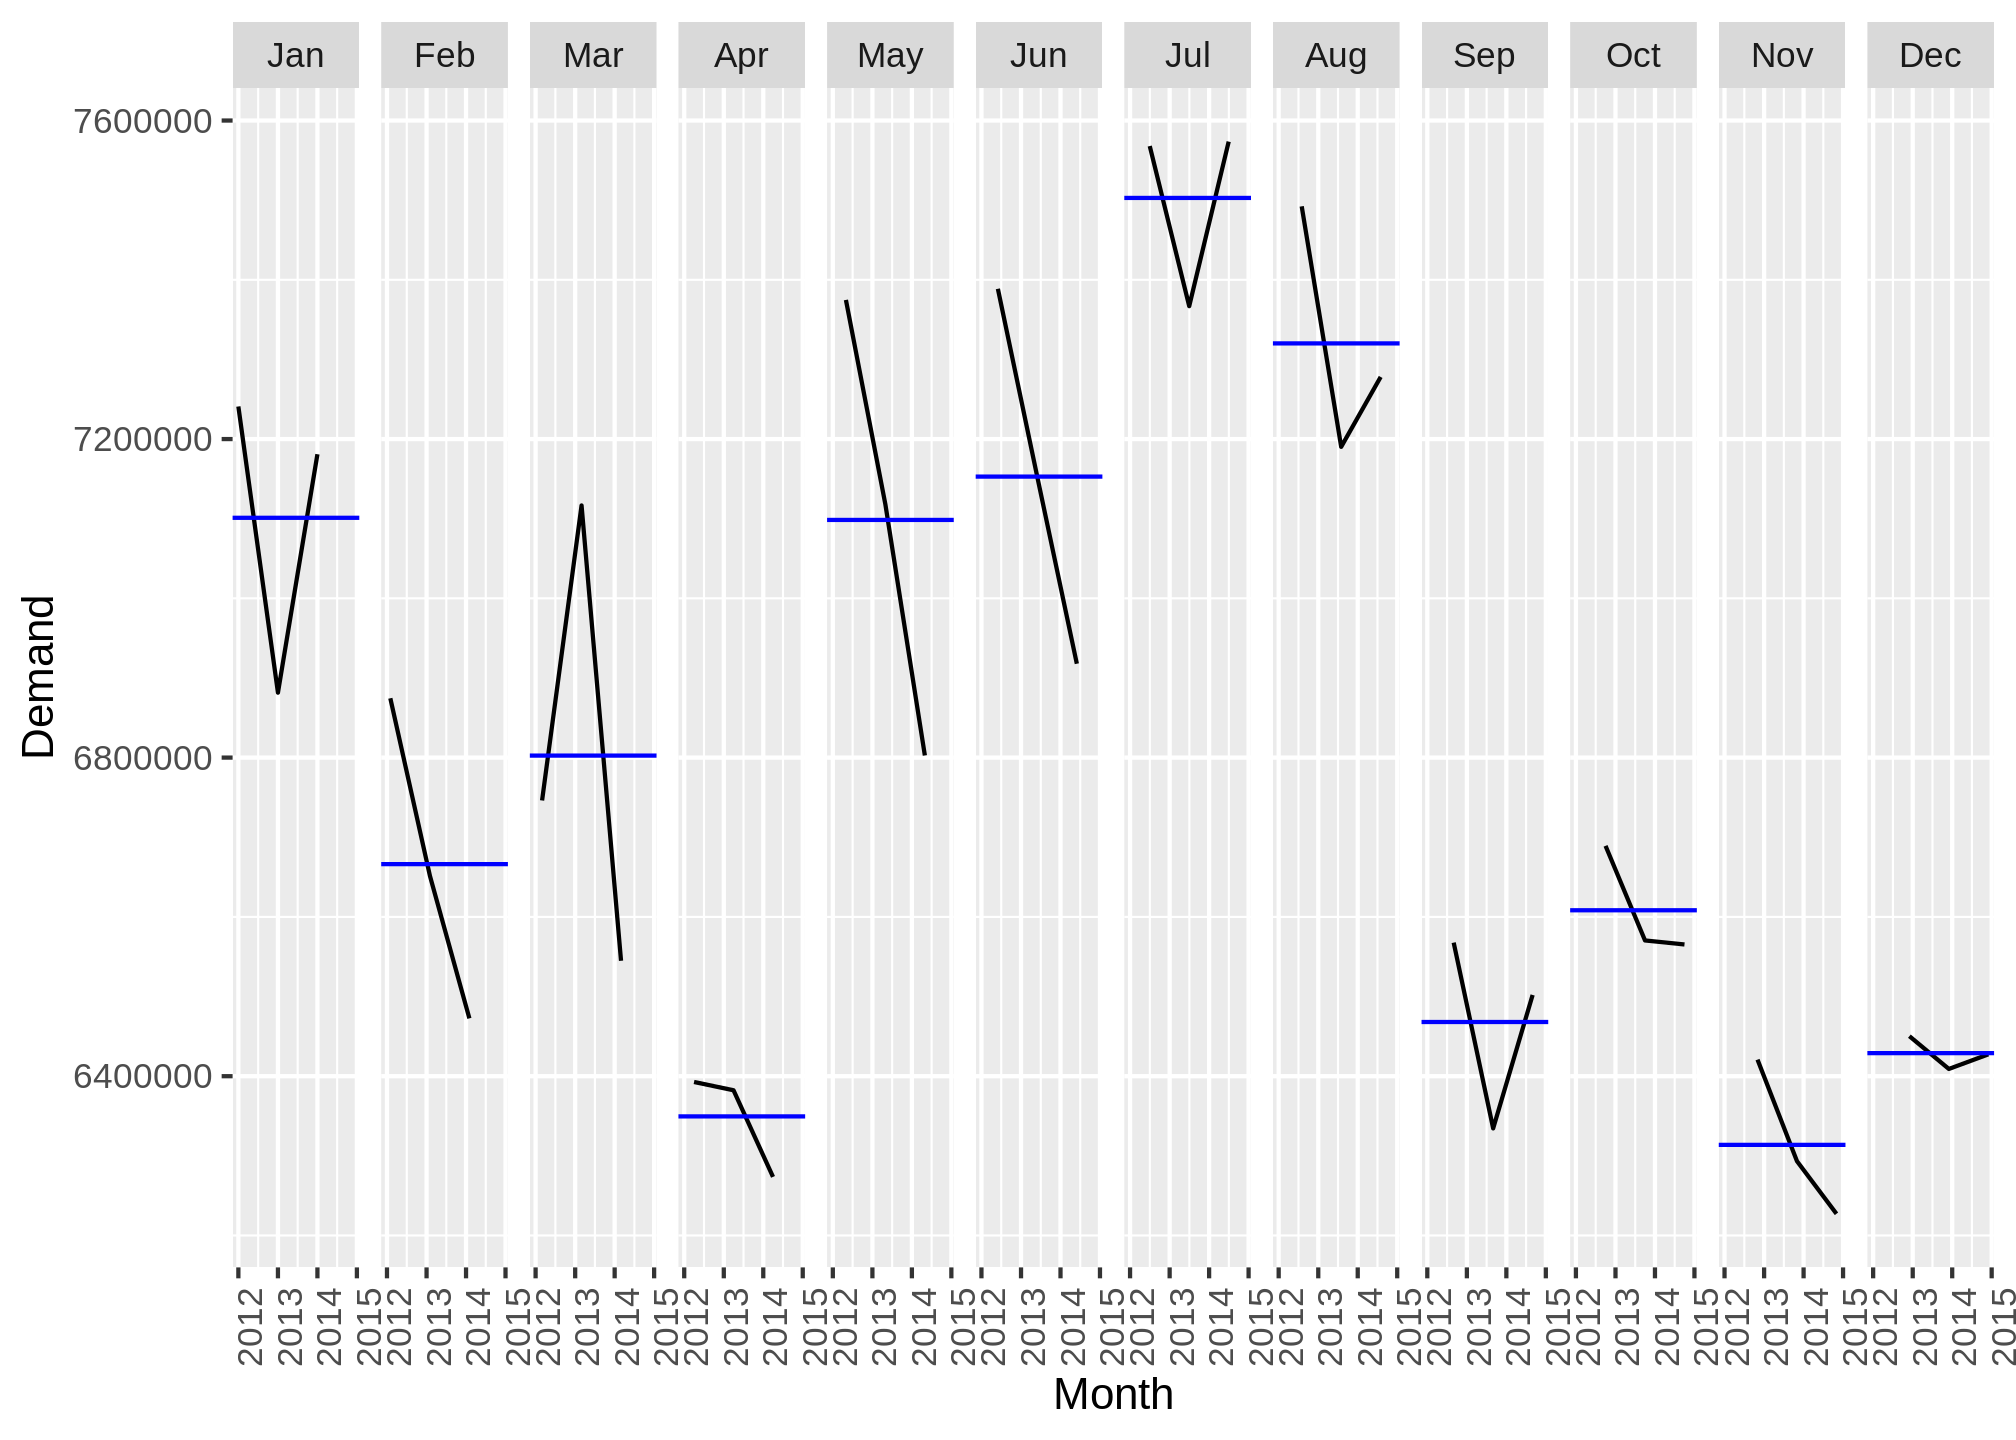 Jan Feb Mar Apr May Jun Jul Aug Sep Oct Nov Dec
7600000
7200000
6800000
6400000
Demand
2012 2013 2014 2015 2012 2013 2014 2015 2012 2013 2014 2015 2012 2013 2014 2015 2012 2013 2014 2015 2012 2013 2014 2015 2012 2013 2014 2015 2012 2013 2014 2015 2012 2013 2014 2015 2012 2013 2014 2015 2012 2013 2014 2015 2012 2013 2014 2015
Month